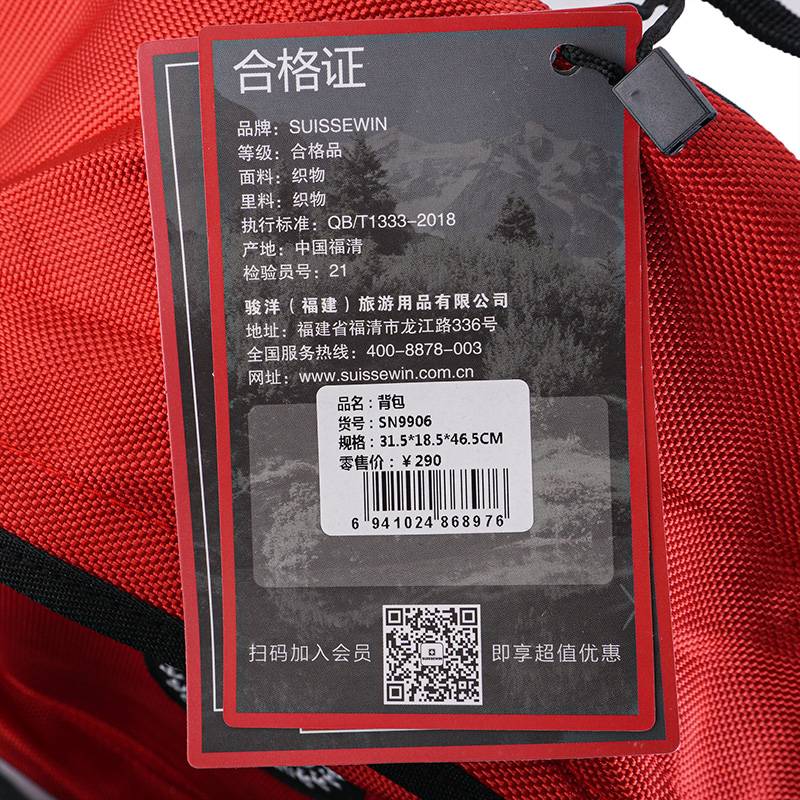 合格证
品牌：SUISSEWIN
等级：合格品
面料：织物
里料：织物
执行标准：QB/T1333-2018
产地：中国福清
检验员号：21
骏洋（福建）旅游用品有限公司
地址：福建省福清市龙江路336号
全国服务热线：400-8878-003
网址：www.suissewin.com.cn
品名：背包
货号：SN9906
规格：31.5*18.5*46.5CM
零售价：￥290
6 941024 868976
扫码加入会员 SUISSEWIN 即享超值优惠